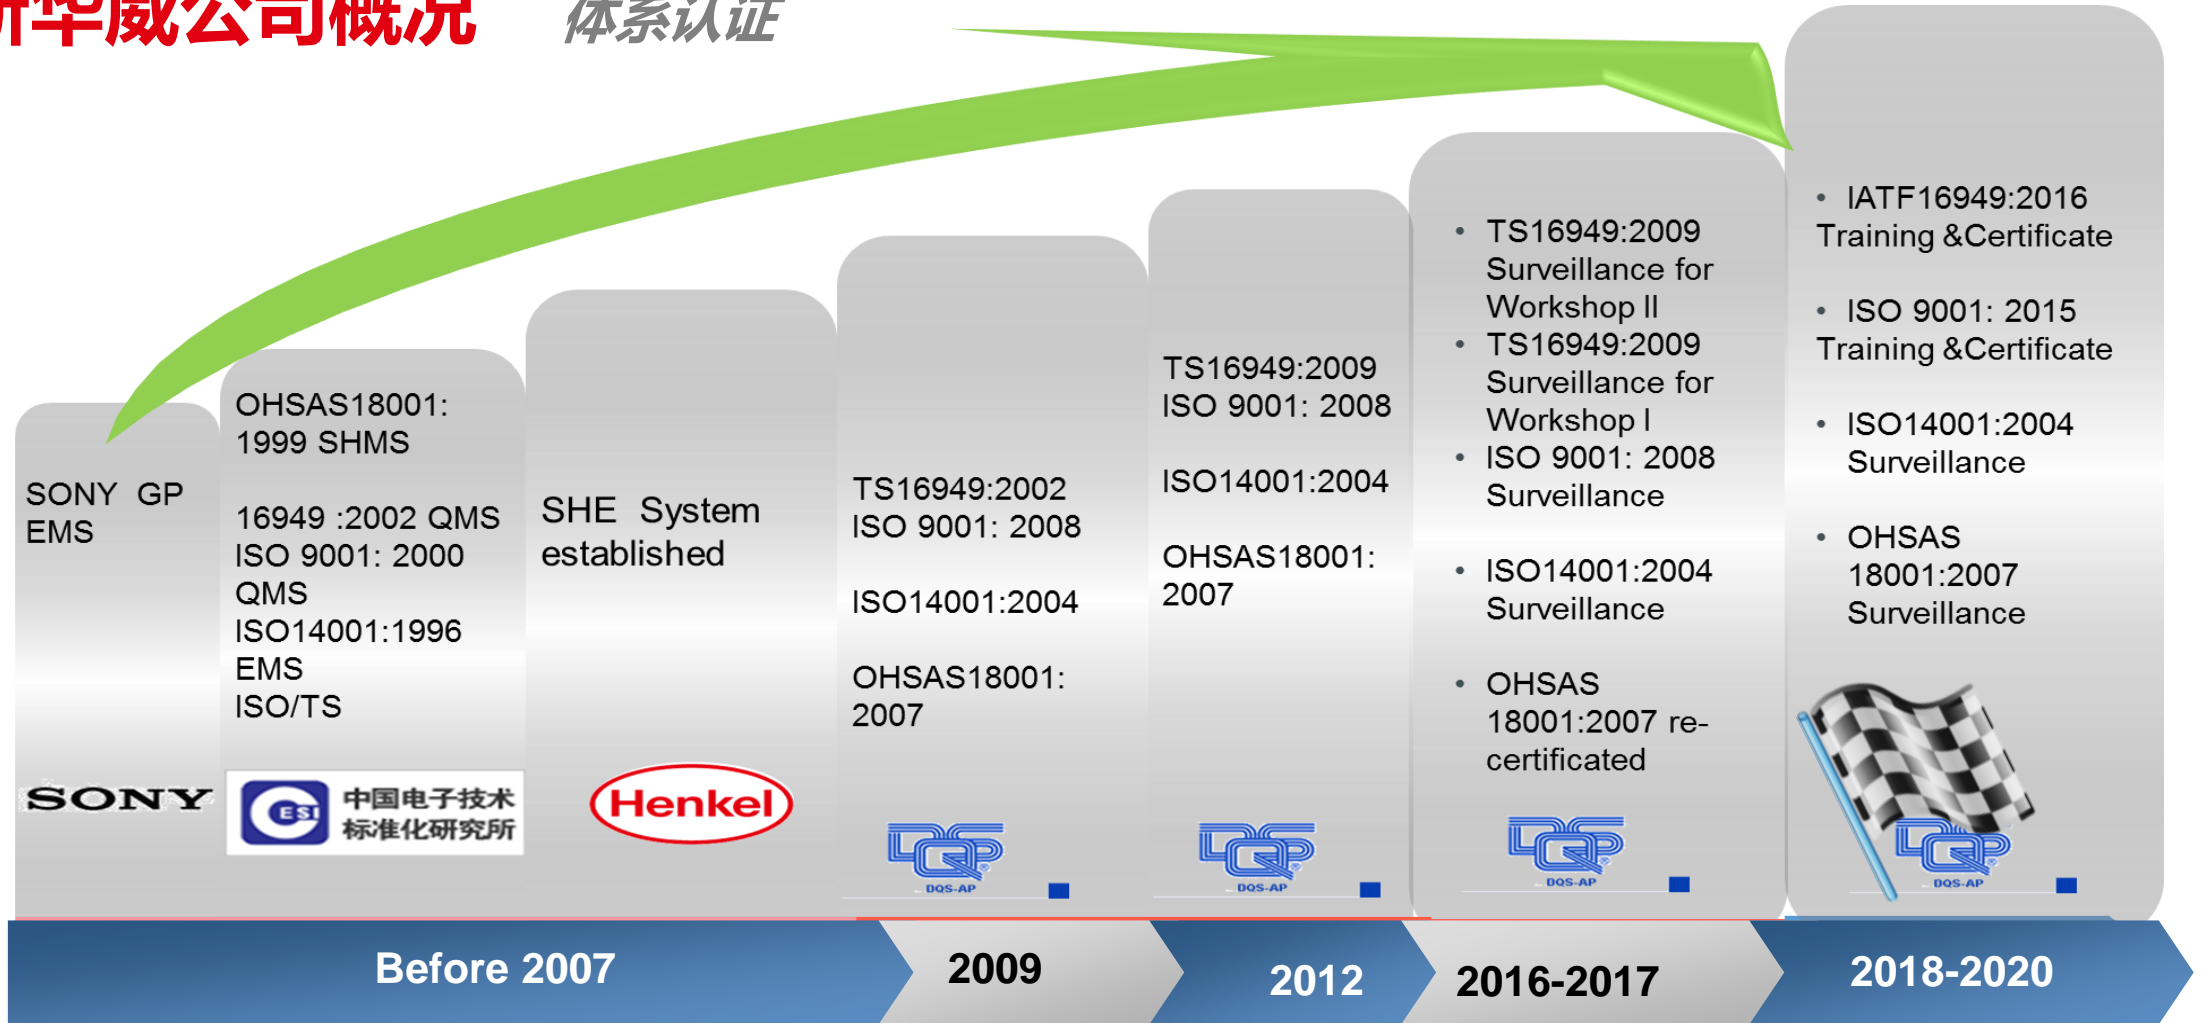 华威公司概况 体系认证
SONY GP
EMS
SONY
OHSAS18001:
1999 SHMS
16949 :2002 QMS
ISO 9001: 2000
QMS
ISO14001:1996
EMS
ISO/TS
CESI
中国电子技术
标准化研究所
SHE System
established
Henkel
TS16949:2002
ISO 9001: 2008
ISO14001:2004
OHSAS18001:
2007
DQS
DQS-AP
TS16949:2009
ISO 9001: 2008
ISO14001:2004
OHSAS18001:
2007
DQS
DQS-AP
• TS16949:2009
Surveillance for
Workshop II
• TS16949:2009
Surveillance for
Workshop I
• ISO 9001: 2008
Surveillance
• ISO14001:2004
Surveillance
• OHSAS
18001:2007 re-
certificated
DQS
DQS-AP
• IATF16949:2016
Training &Certificate
• ISO 9001: 2015
Training &Certificate
• ISO14001:2004
Surveillance
• OHSAS
18001:2007
Surveillance
DQS
DQS-AP
Before 2007
2009
2012
2016-2017
2018-2020